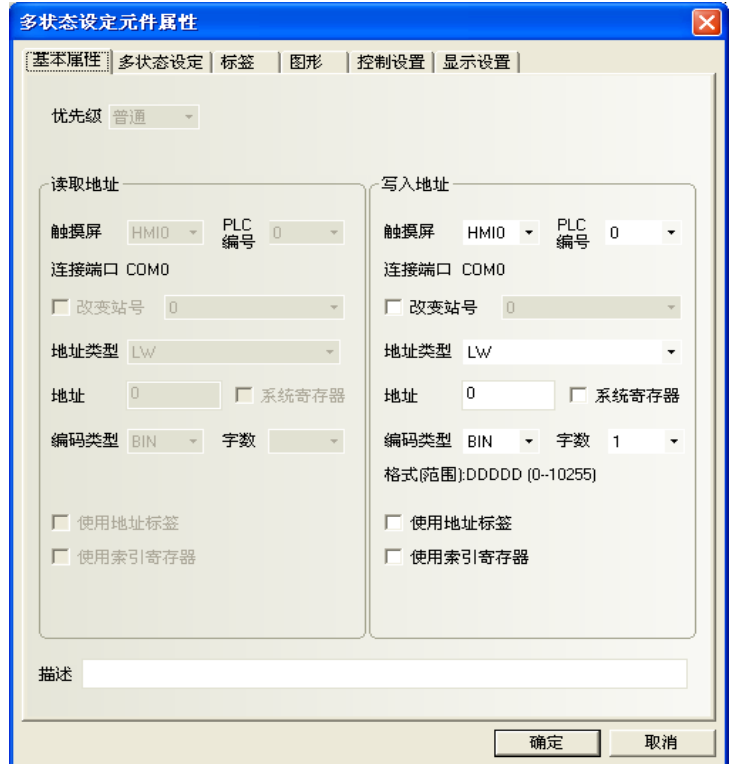 多状态设定元件属性
基本属性 多状态设定 标签 图形 控制设置 显示设置
优先级 普通
读取地址
触摸屏 HMI0 PLC编号 0
连接端口 COM0
改变站号 0
地址类型 LW
地址 0 系统寄存器
编码类型 BIN 字数
使用地址标签
使用索引寄存器
写入地址
触摸屏 HMI0 PLC编号 0
连接端口 COM0
改变站号 0
地址类型 LW
地址 0 系统寄存器
编码类型 BIN 字数 1
格式(范围):DDDDD (0--10255)
使用地址标签
使用索引寄存器
描述
确定 取消